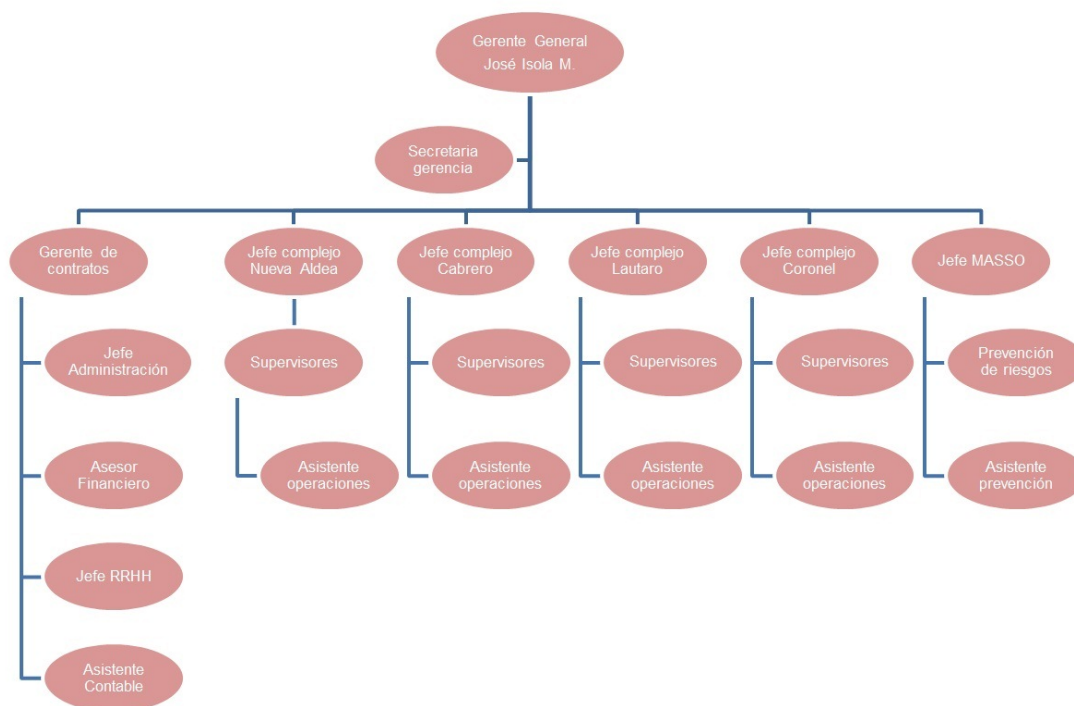 Gerente General
José Isola M.
Secretaria
gerencia
Gerente de
contratos
Jefe complejo
Nueva Aldea
Jefe complejo
Cabrero
Jefe complejo
Lautaro
Jefe complejo
Coronel
Jefe MASSO
Jefe
Administración
Supervisores
Supervisores
Supervisores
Supervisores
Prevención
de riesgos
Asesor
Financiero
Asistente
operaciones
Asistente
operaciones
Asistente
operaciones
Asistente
operaciones
Asistente
prevención
Jefe RRHH
Asistente
Contable